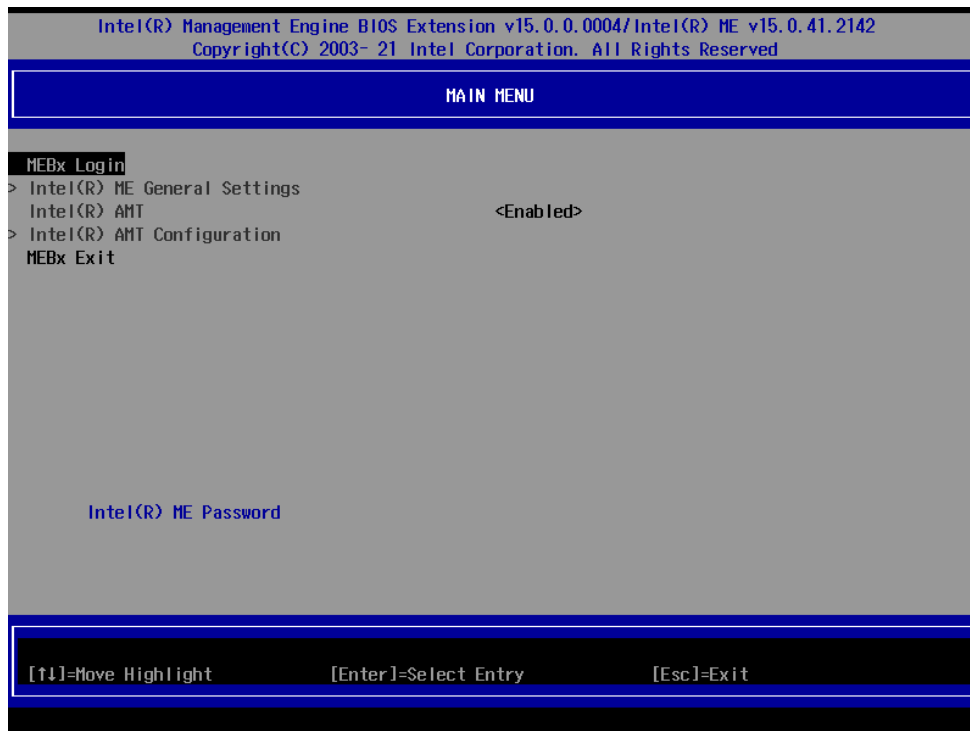 Intel(R) Management Engine BIOS Extension v15.0.0.0004/Intel(R) ME v15.0.41.2142
Copyright(C) 2003- 21 Intel Corporation. All Rights Reserved
MAIN MENU
MEBx Login
> Intel(R) ME General Settings
Intel(R) AMT <Enabled>
> Intel(R) AMT Configuration
MEBx Exit
Intel(R) ME Password
[↑↓]=Move Highlight [Enter]=Select Entry [Esc]=Exit